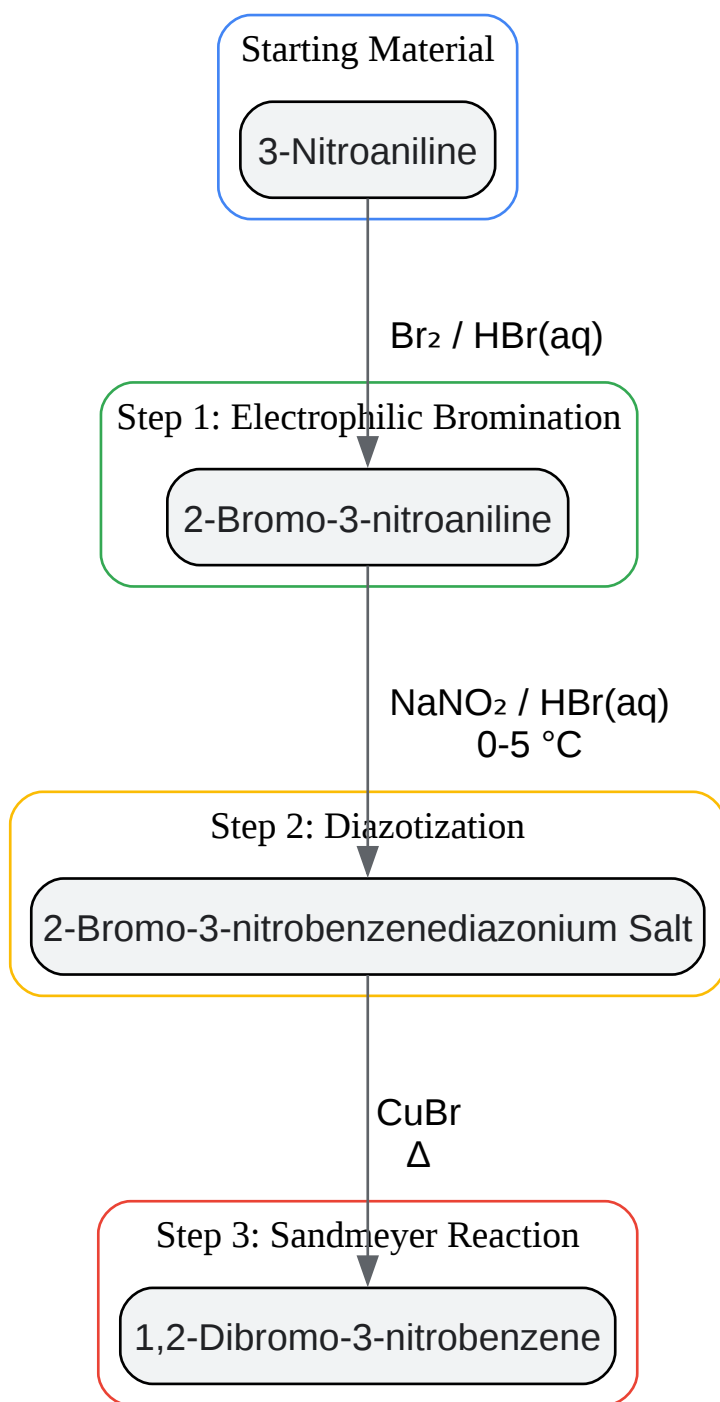 Starting Material
3-Nitroaniline
Br₂ / HBr(aq)
Step 1: Electrophilic Bromination
2-Bromo-3-nitroaniline
NaNO₂ / HBr(aq)
0-5 °C
Step 2: Diazotization
2-Bromo-3-nitrobenzenediazonium Salt
CuBr
Δ
Step 3: Sandmeyer Reaction
1,2-Dibromo-3-nitrobenzene